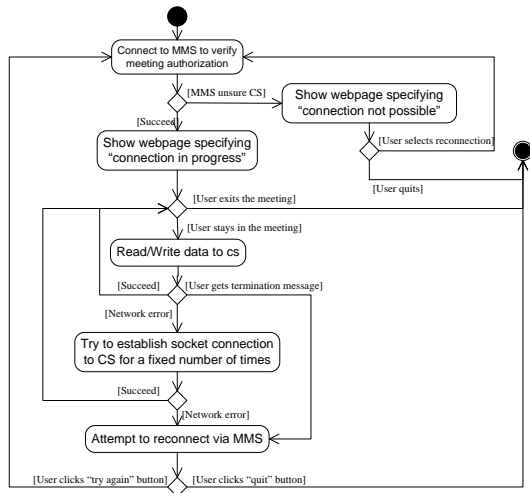 Connect to MMS to verify
meeting authorization
[MMS unsure CS]
Show webpage specifying
“connection not possible”
[Succeed]
Show webpage specifying
“connection in progress”
[User selects reconnection]
[User quits]
[User exits the meeting]
[User stays in the meeting]
Read/Write data to cs
[Succeed]
[User gets termination message]
[Network error]
Try to establish socket connection
to CS for a fixed number of times
[Succeed]
[Network error]
Attempt to reconnect via MMS
[User clicks “try again” button]
[User clicks “quit” button]